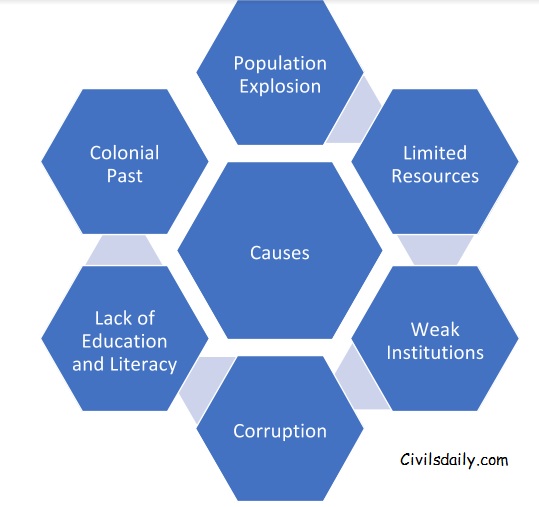 Population
Explosion
Limited
Resources
Weak
Institutions
Corruption
Lack of
Education
and Literacy
Colonial
Past
Causes
Civilsdaily.com